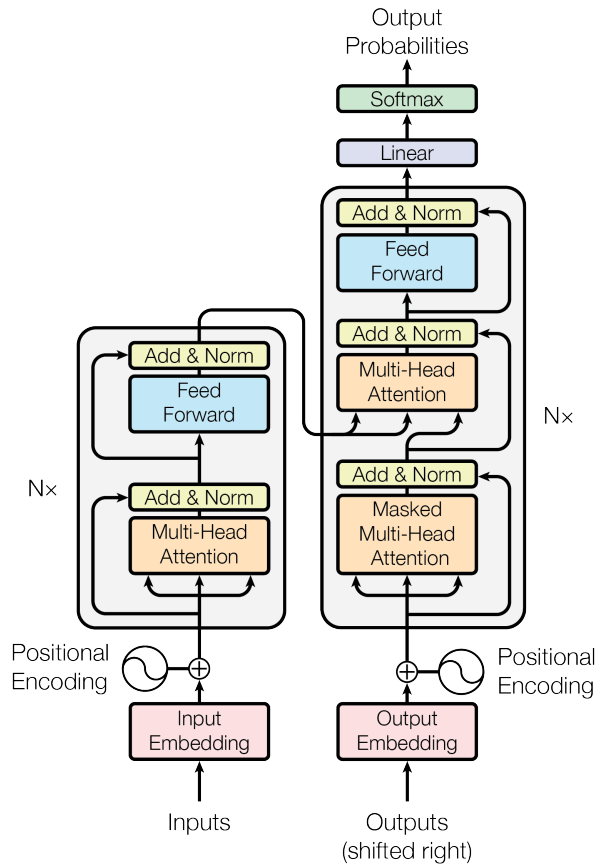 Output
Probabilities
Softmax
Linear
Add & Norm
Feed
Forward
Add & Norm
Multi-Head
Attention
Add & Norm
Masked
Multi-Head
Attention
N×
Add & Norm
Feed
Forward
Add & Norm
Multi-Head
Attention
N×
Positional
Encoding
Positional
Encoding
Input
Embedding
Output
Embedding
Inputs
Outputs
(shifted right)